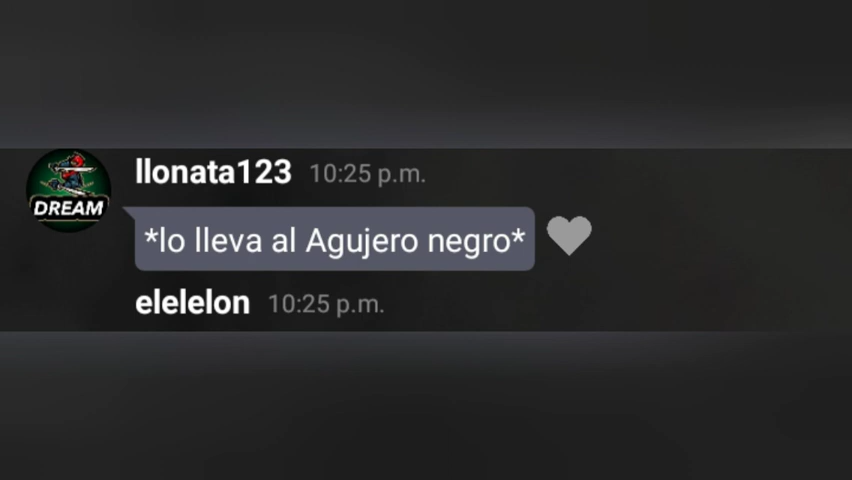 llonata123 10:25 p.m.
DREAM
*lo lleva al Agujero negro*
elelelon 10:25 p.m.